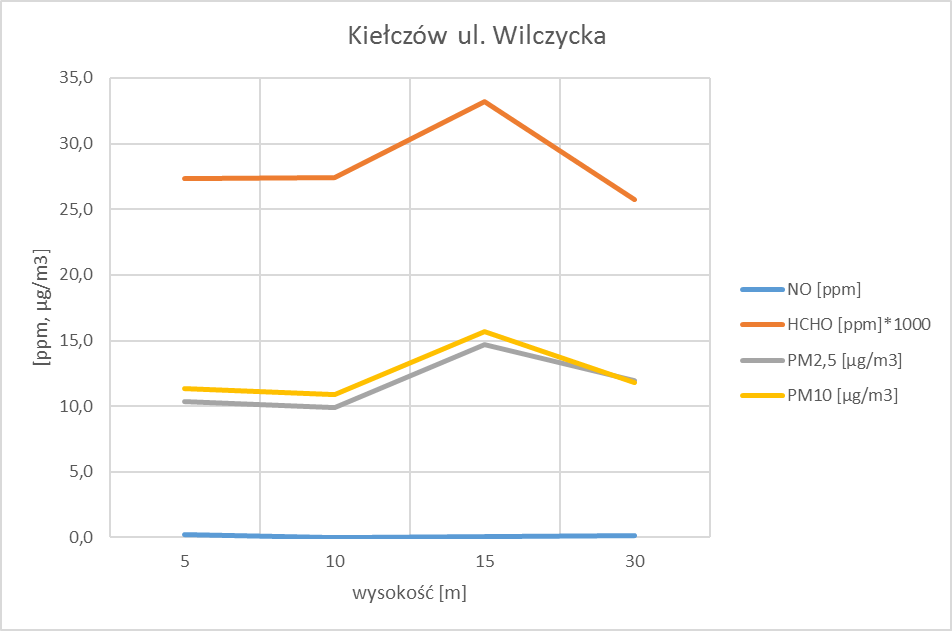 Kiełczów ul. Wilczycka
35,0
30,0
25,0
20,0
15,0
10,0
5,0
0,0
[ppm, µg/m3]
5 10 15 30
wysokość [m]
NO [ppm]
HCHO [ppm]*1000
PM2,5 [µg/m3]
PM10 [µg/m3]